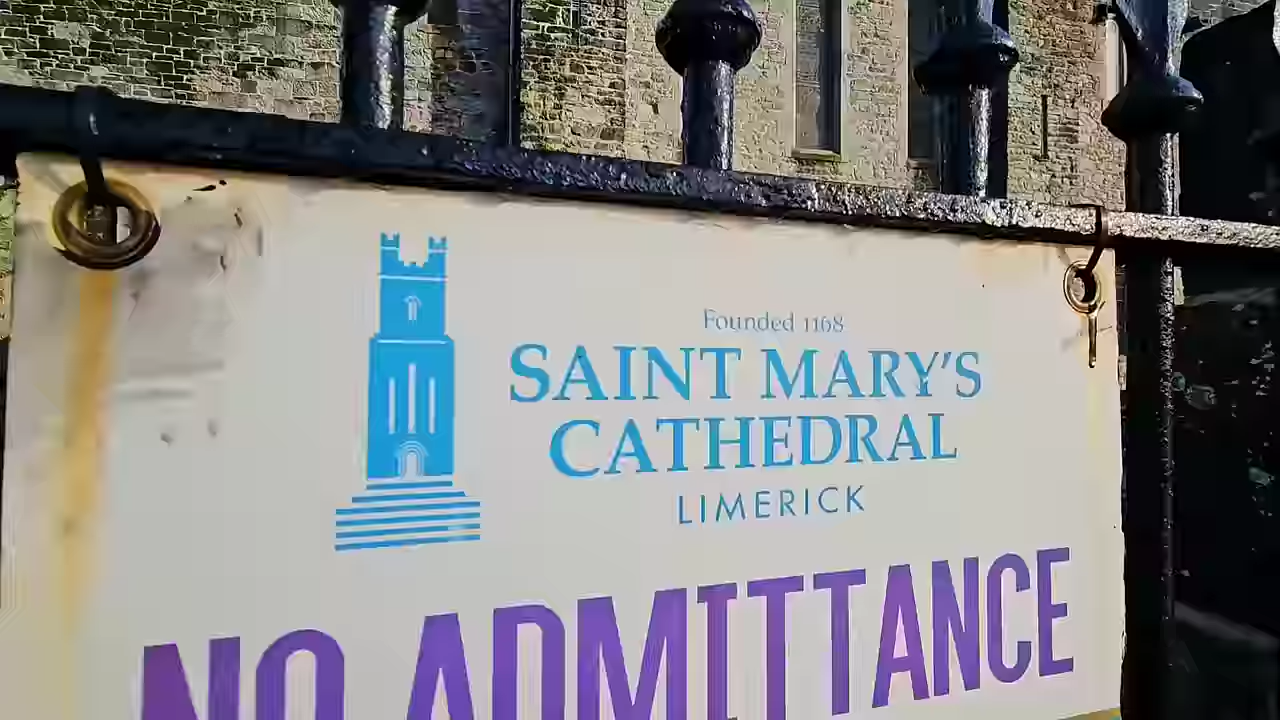 Founded 1168
SAINT MARY'S
CATHEDRAL
LIMERICK
NO ADMITTANCE